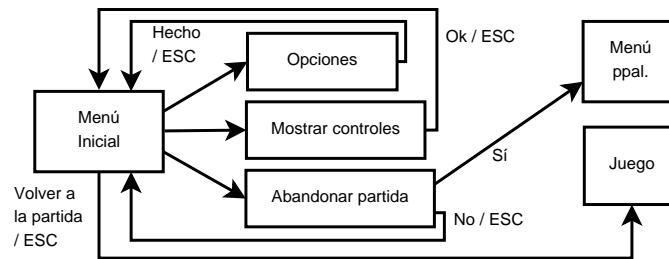 Hecho
/ ESC
Ok / ESC
Opciones
Menú
ppal.
Menú
Inicial
Mostrar controles
Sí
Juego
Abandonar partida
Volver a
la partida
/ ESC
No / ESC